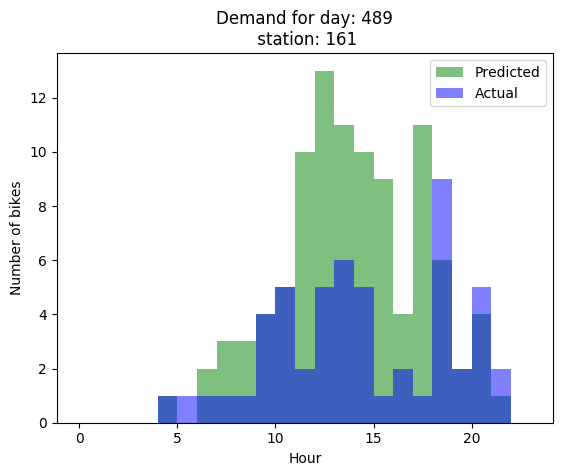 Demand for day: 489
station: 161
Predicted
Actual
Number of bikes
12
10
8
6
4
2
0
0
5
10
15
20
Hour